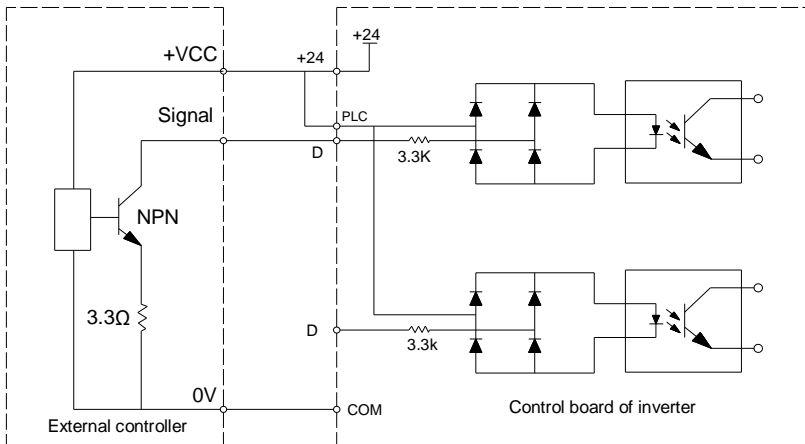 +24
+VCC
+24
Signal
PLC
D
3.3K
NPN
3.3Ω
D
3.3k
0V
COM
External controller
Control board of inverter